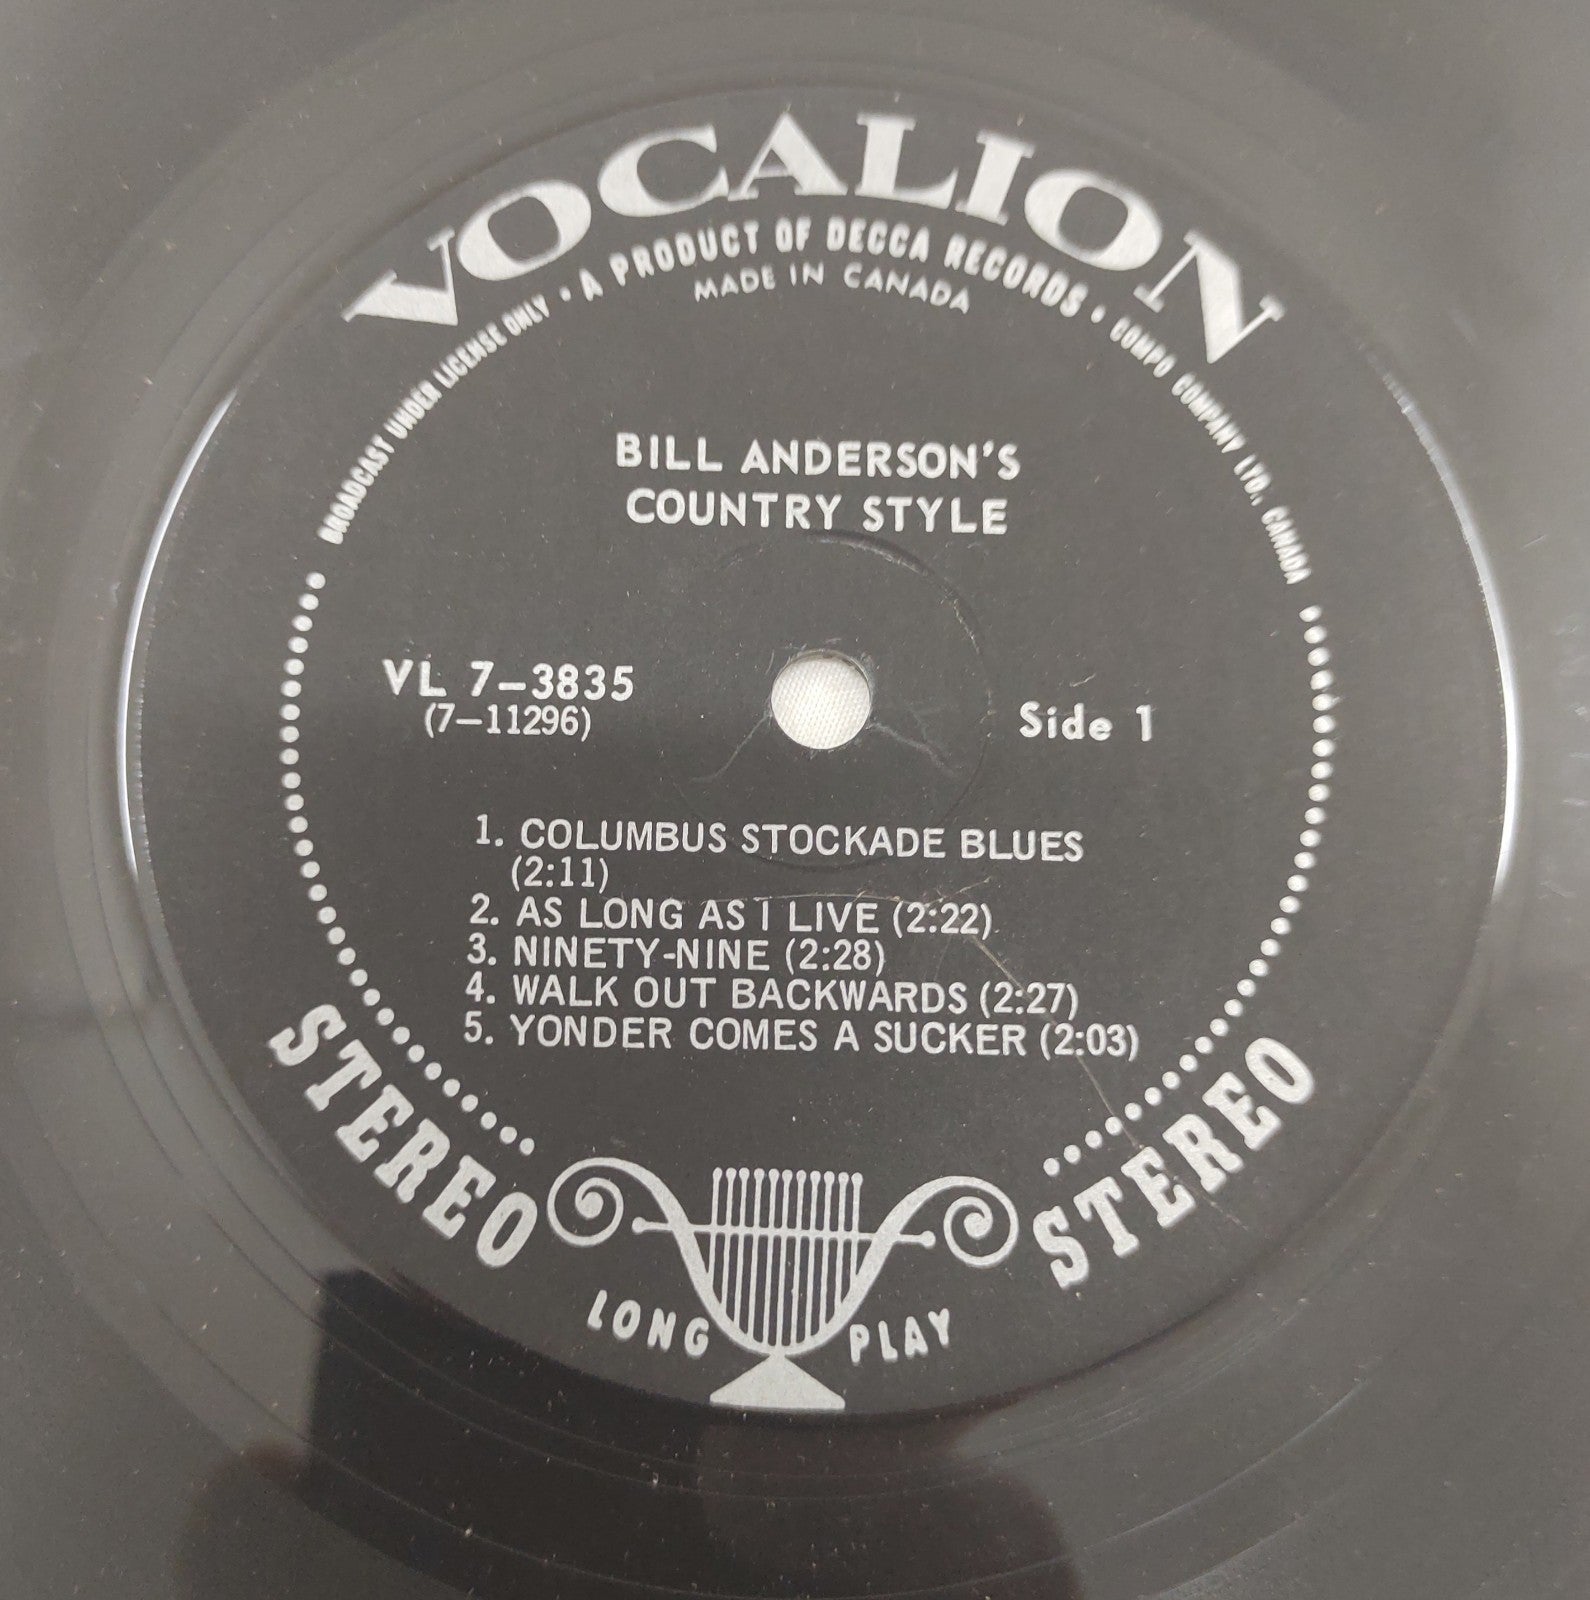 VOCALION
BROADCAST UNDER LICENSE ONLY • A PRODUCT OF DECCA RECORDS • COMPO COMPANY LTD., CANADA
MADE IN CANADA
BILL ANDERSON'S
COUNTRY STYLE
VL 7-3835
(7-11296)
Side 1
1. COLUMBUS STOCKADE BLUES
(2:11)
2. AS LONG AS I LIVE (2:22)
3. NINETY-NINE (2:28)
4. WALK OUT BACKWARDS (2:27)
5. YONDER COMES A SUCKER (2:03)
STEREO
STEREO
LONG PLAY